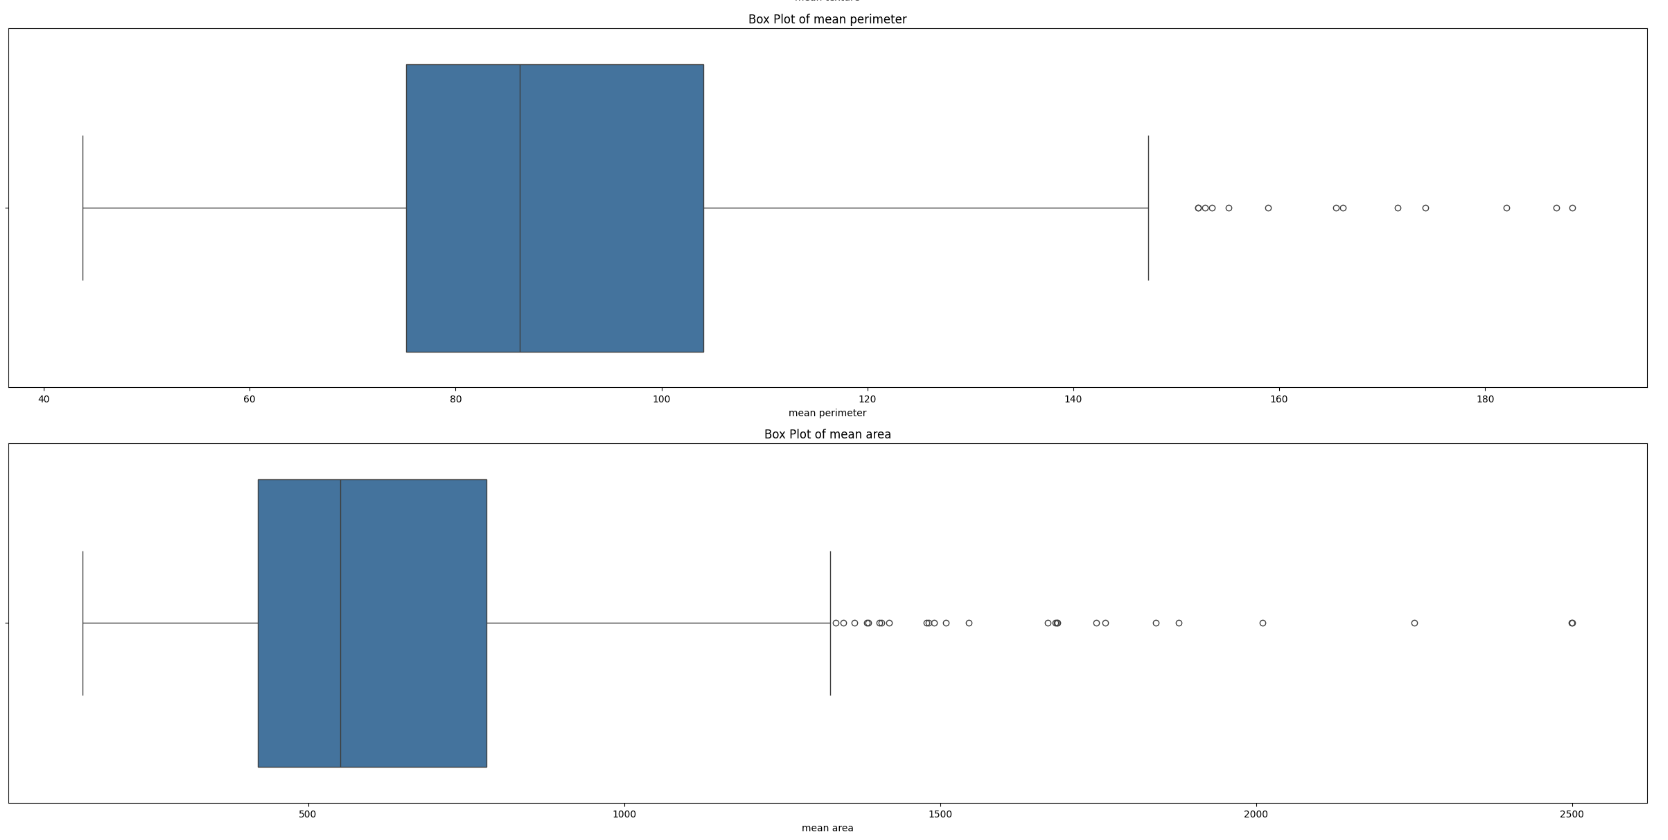 Box Plot of mean perimeter
40 60 80 100 120 140 160 180
mean perimeter
Box Plot of mean area
500 1000 1500 2000 2500
mean area